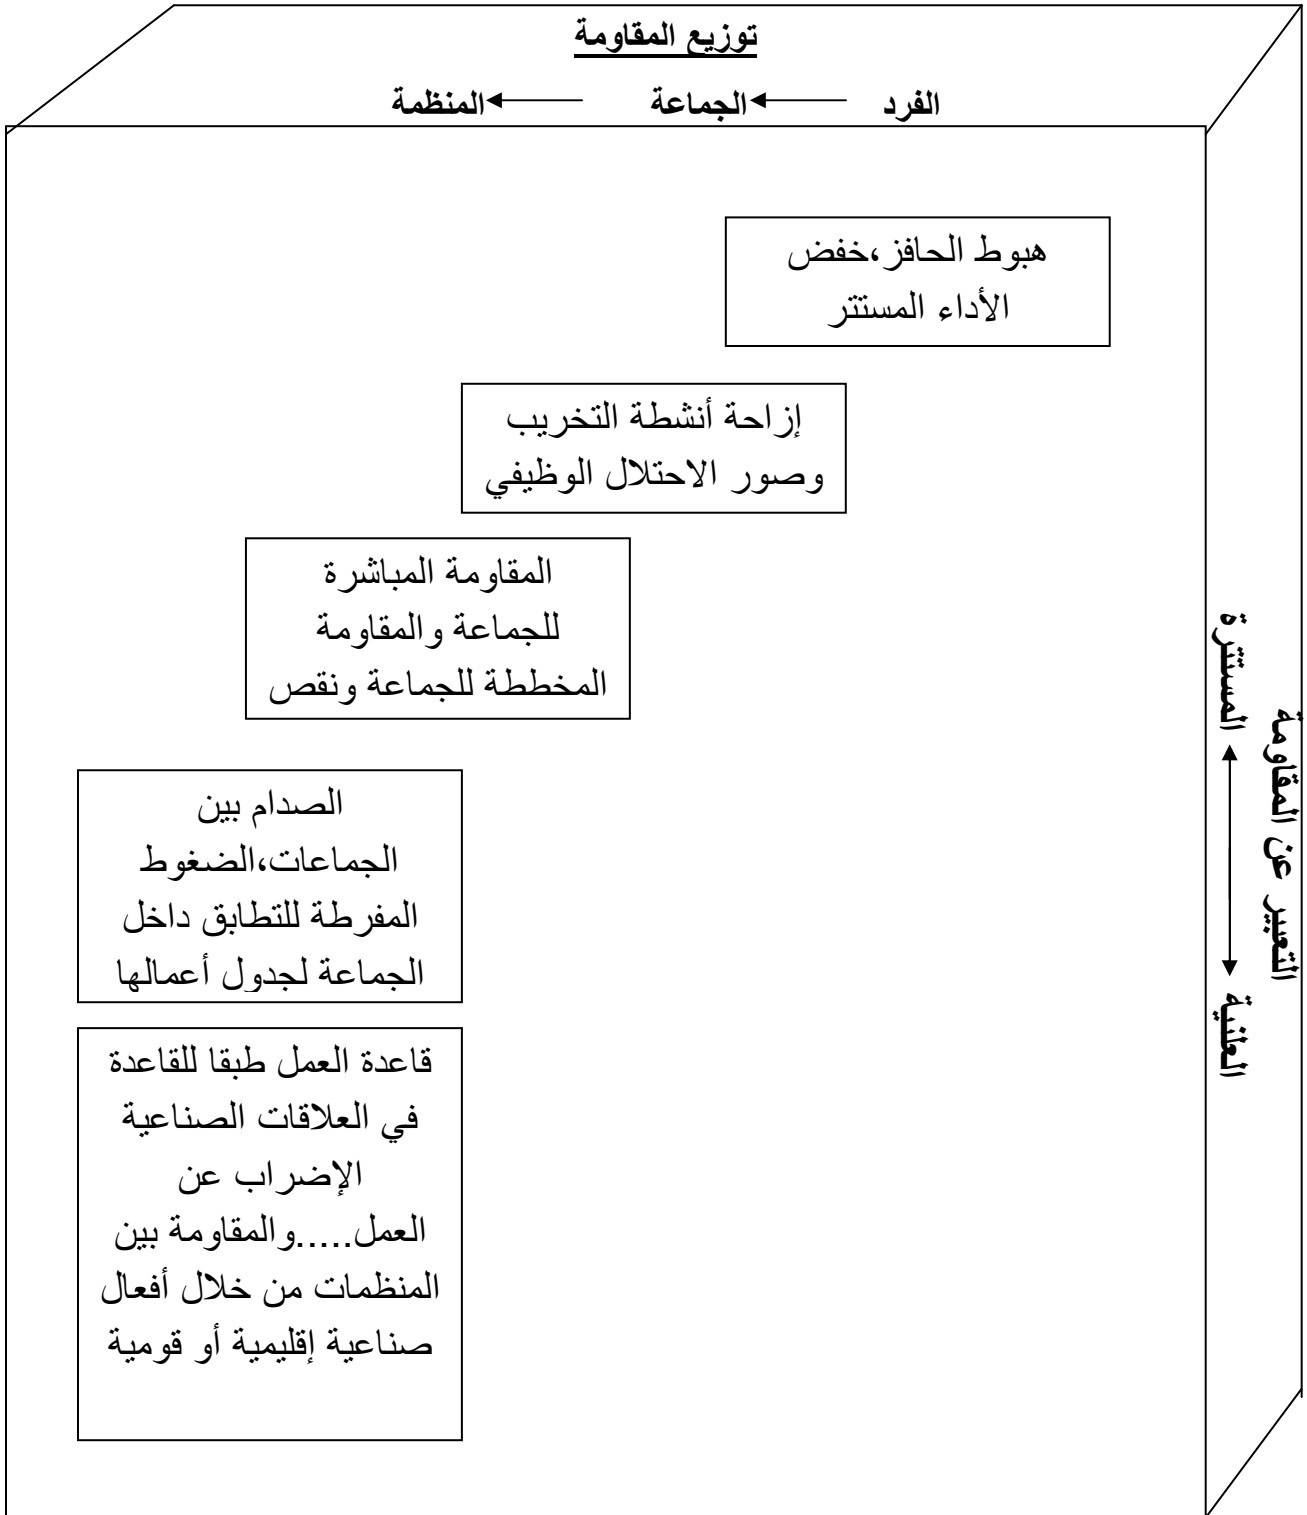 توزيع المقاومة
الفرد الجماعة المنظمة
هبوط الحافز،خفض
الأداء المستتر
إزاحة أنشطة التخريب
وصور الاحتلال الوظيفي
المقاومة المباشرة
للجماعة والمقاومة
المخططة للجماعة ونقص
الصدام بين
الجماعات،الضغوط
المفرطة للتطابق داخل
الجماعة لجدول أعمالها
قاعدة العمل طبقا للقاعدة
في العلاقات الصناعية
الإضراب عن
العمل.....والمقاومة بين
المنظمات من خلال أفعال
صناعية إقليمية أو قومية
التعبير عن المقاومة
المستترة العلنية